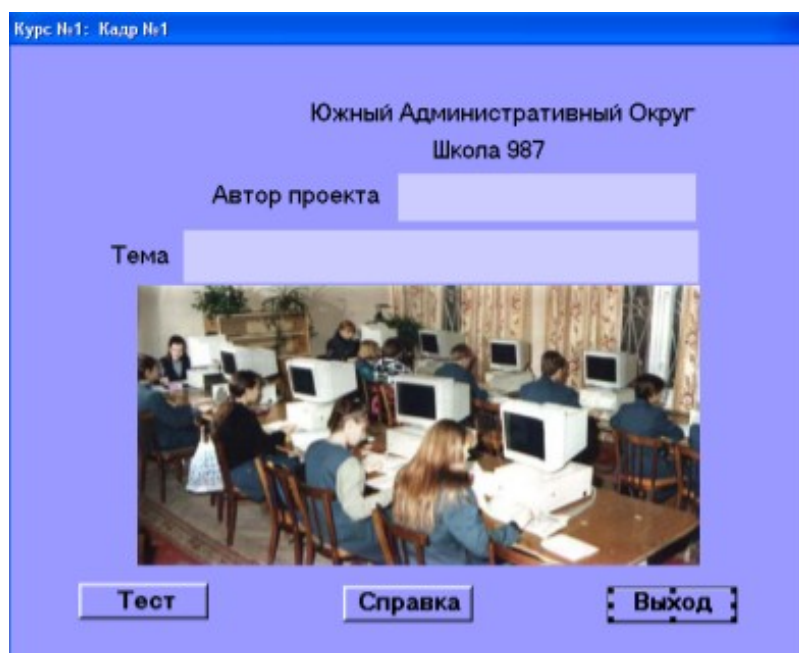 Курс №1: Кадр №1
Южный Административный Округ
Школа 987
Автор проекта
Тема
Тест
Справка
Выход